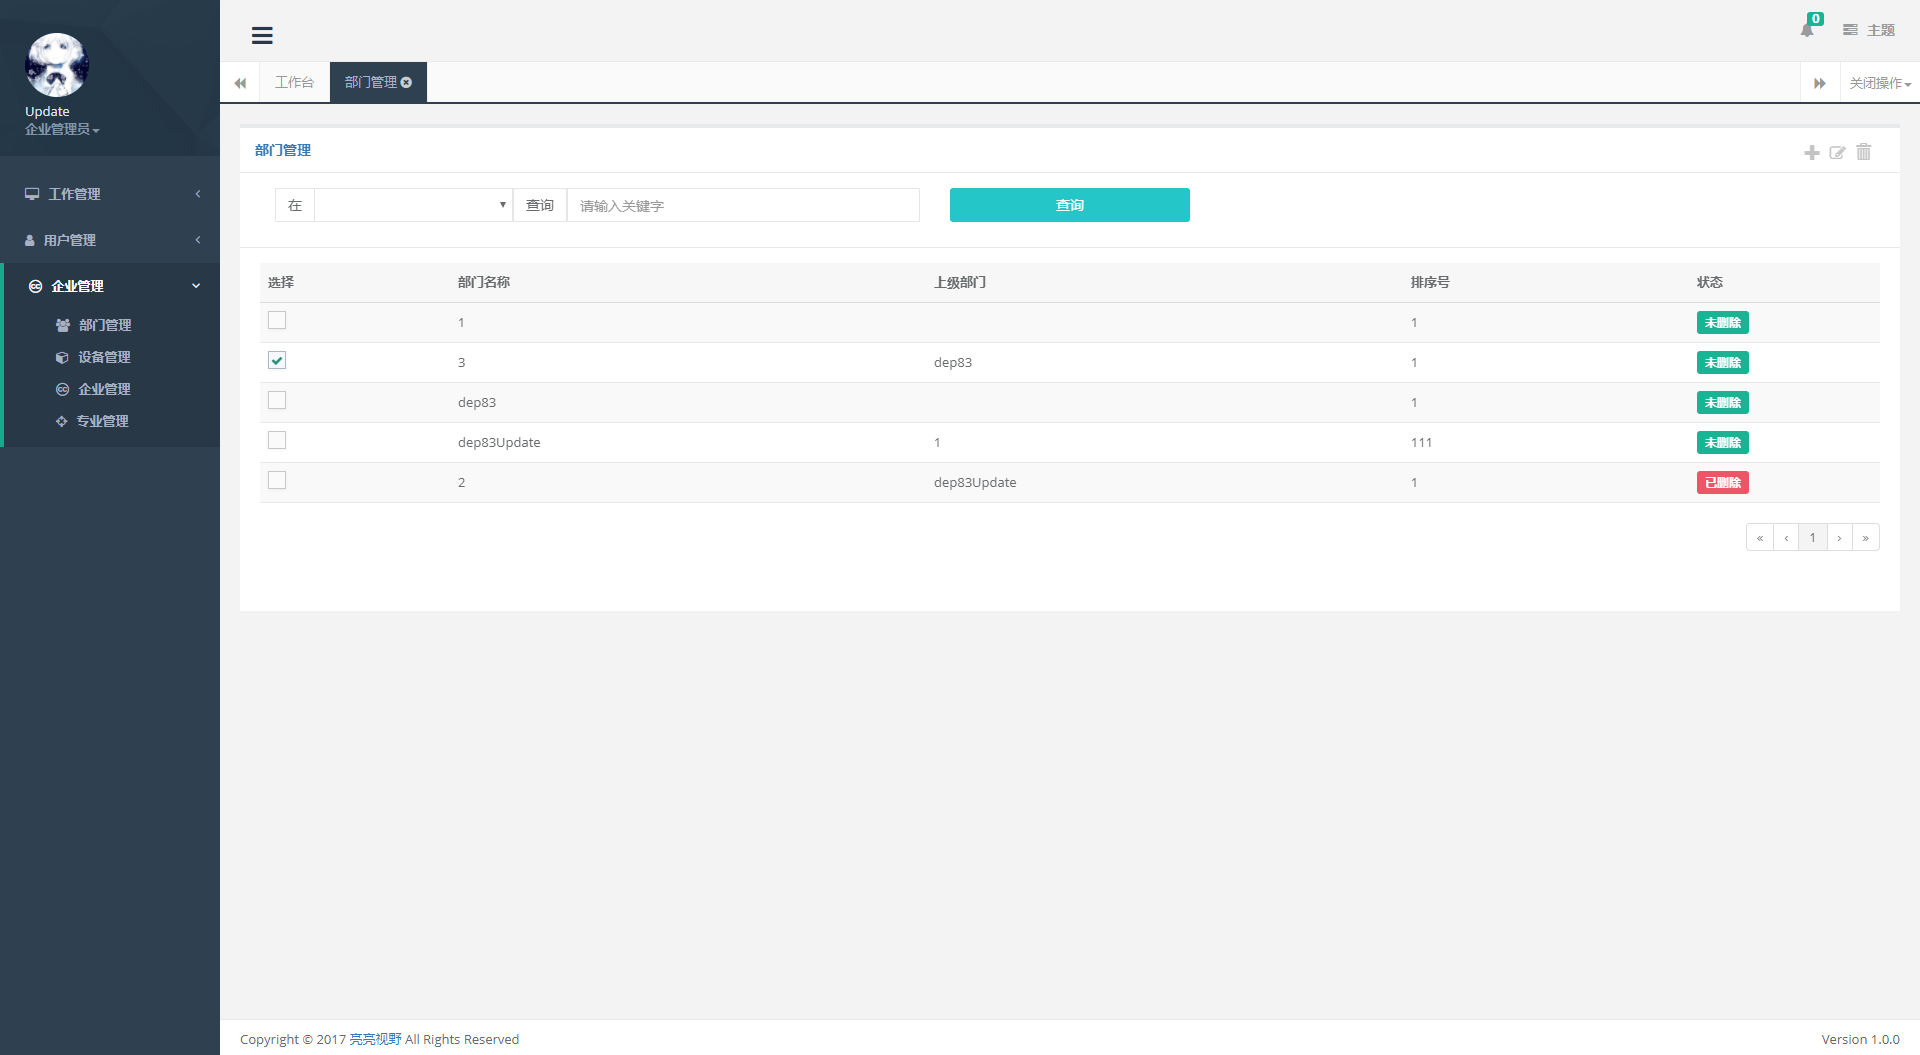 Update
企业管理员
工作管理
用户管理
企业管理
部门管理
设备管理
企业管理
专业管理
0
主题
工作台
部门管理
关闭操作
部门管理
在
查询
请输入关键字
查询
选择 部门名称 上级部门 排序号 状态
1 1 未删除
3 dep83 1 未删除
dep83 1 未删除
dep83Update 1 111 未删除
2 dep83Update 1 已删除
« ‹ 1 › »
Copyright © 2017 亮亮视野 All Rights Reserved
Version 1.0.0